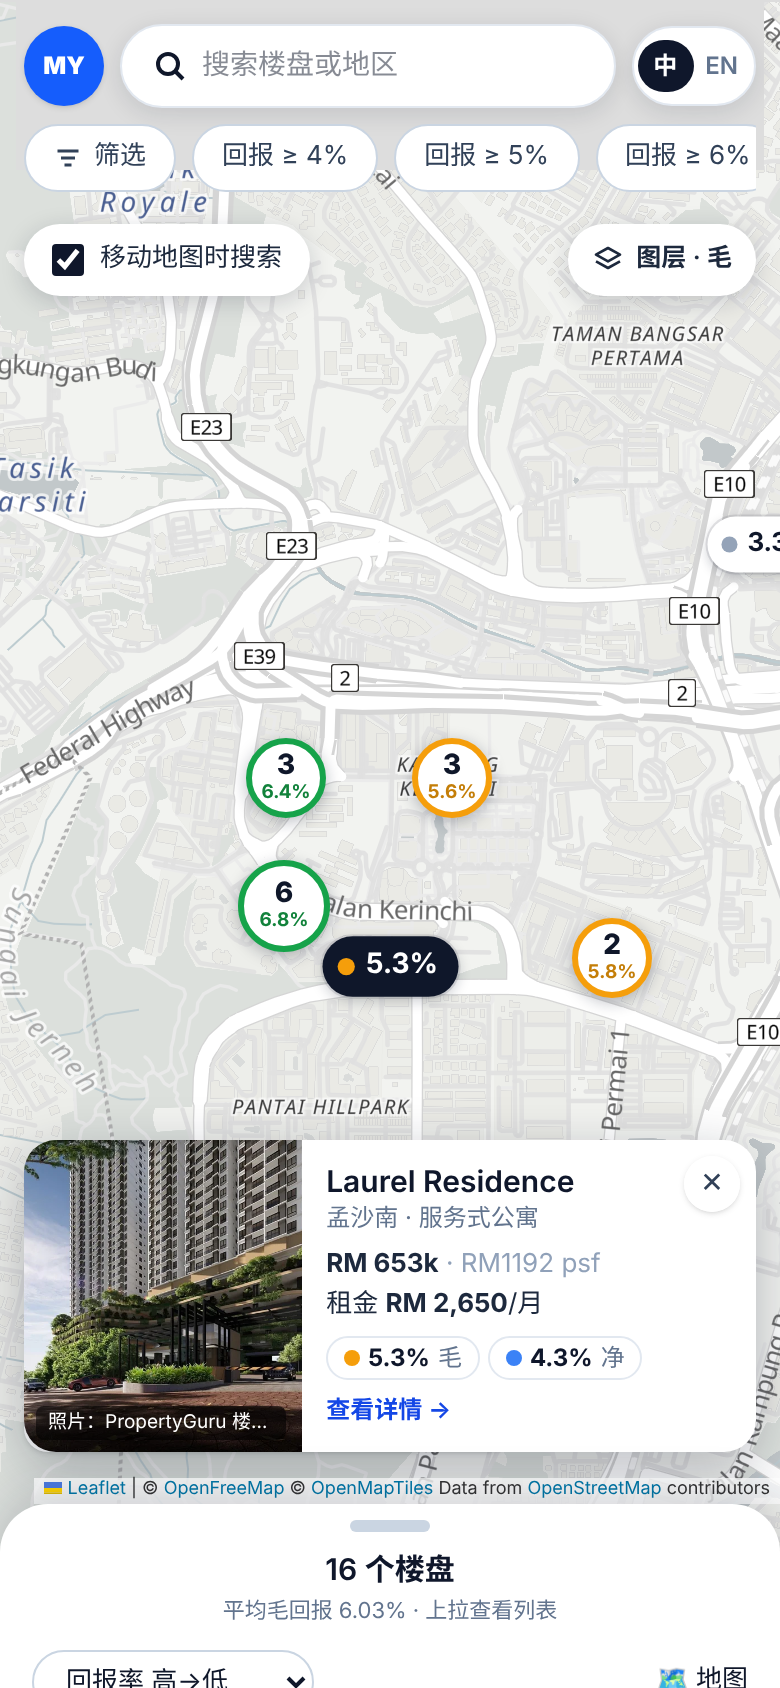 MY
搜索楼盘或地区
中 EN
筛选
回报 ≥ 4%
回报 ≥ 5%
回报 ≥ 6%
Royale
移动地图时搜索
图层 · 毛
TAMAN BANGSAR
PERTAMA
gkungan Budi
E23
Tasik
arsiti
E10
E23
3.3
E10
E39
2
2
Federal Highway
3
6.4%
3
5.6%
6
6.8%
alan Kerinchi
5.3%
2
5.8%
Sungai Jerneh
E10
Permai 1
PANTAI HILLPARK
Laurel Residence
孟沙南 · 服务式公寓
RM 653k · RM1192 psf
租金 RM 2,650/月
5.3% 毛
4.3% 净
查看详情 →
照片：PropertyGuru 楼...
Leaflet | © OpenFreeMap © OpenMapTiles Data from OpenStreetMap contributors
16 个楼盘
平均毛回报 6.03% · 上拉查看列表
回报率 高→低
地图